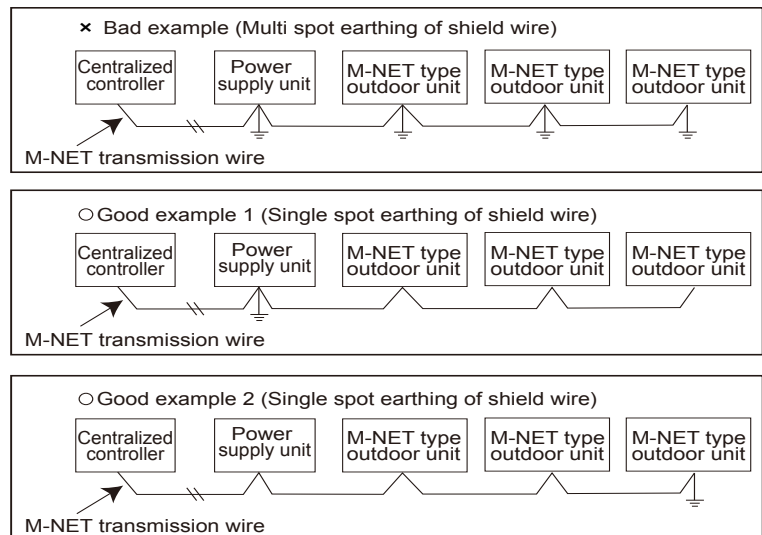 × Bad example (Multi spot earthing of shield wire)
Centralized controller
Power supply unit
M-NET type outdoor unit
M-NET type outdoor unit
M-NET type outdoor unit
M-NET transmission wire
○ Good example 1 (Single spot earthing of shield wire)
Centralized controller
Power supply unit
M-NET type outdoor unit
M-NET type outdoor unit
M-NET type outdoor unit
M-NET transmission wire
○ Good example 2 (Single spot earthing of shield wire)
Centralized controller
Power supply unit
M-NET type outdoor unit
M-NET type outdoor unit
M-NET type outdoor unit
M-NET transmission wire